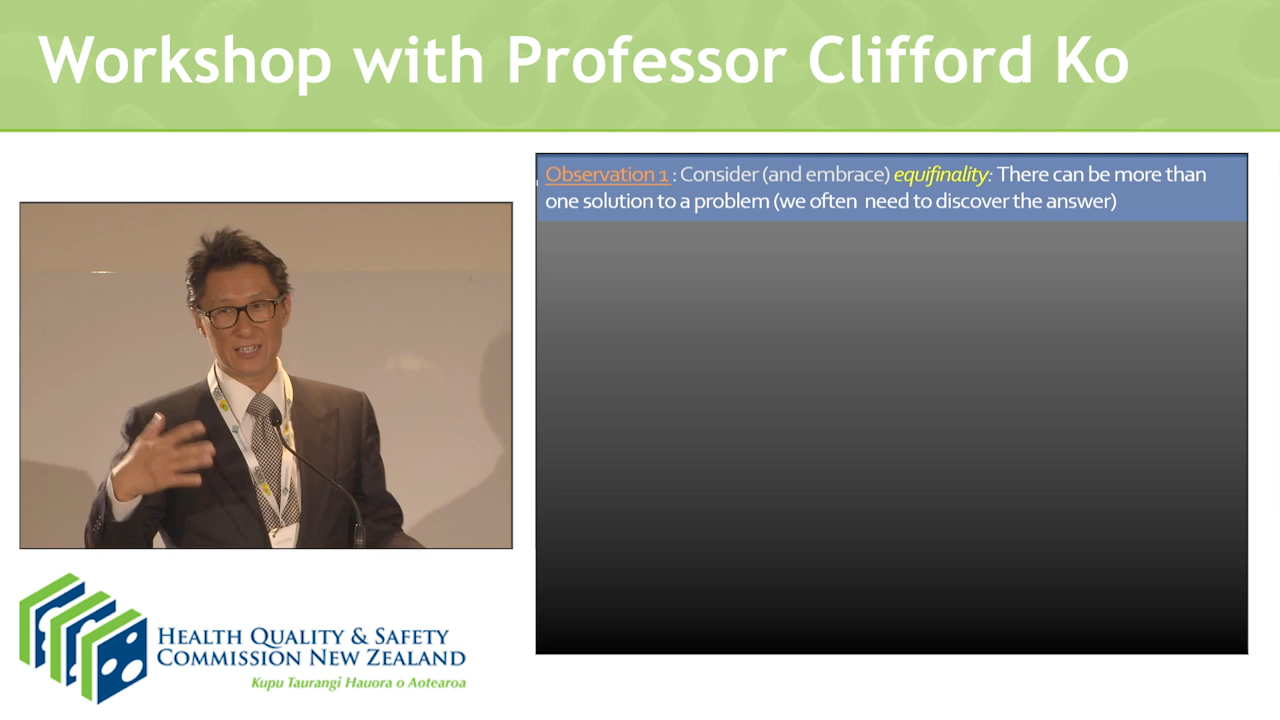 Workshop with Professor Clifford Ko
Observation 1 : Consider (and embrace) equifinality: There can be more than
one solution to a problem (we often need to discover the answer)
HEALTH QUALITY & SAFETY
COMMISSION NEW ZEALAND
Kupu Taurangi Hauora o Aotearoa